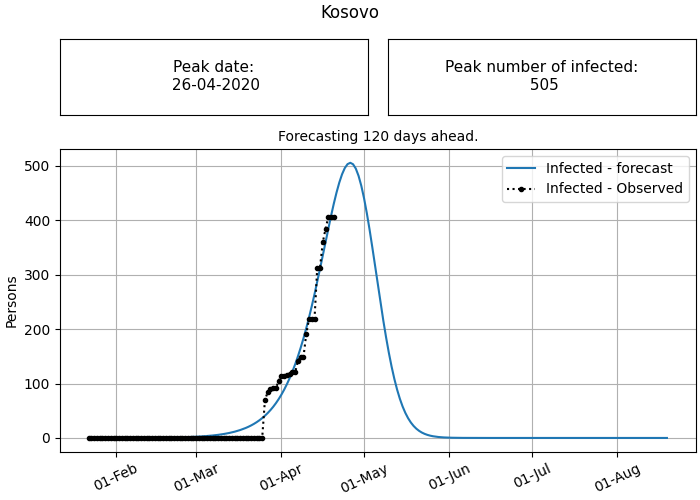 Kosovo
Peak date:
26-04-2020
Peak number of infected:
505
Forecasting 120 days ahead.
Infected - forecast
Infected - Observed
Persons
500
400
300
200
100
0
01-Feb
01-Mar
01-Apr
01-May
01-Jun
01-Jul
01-Aug